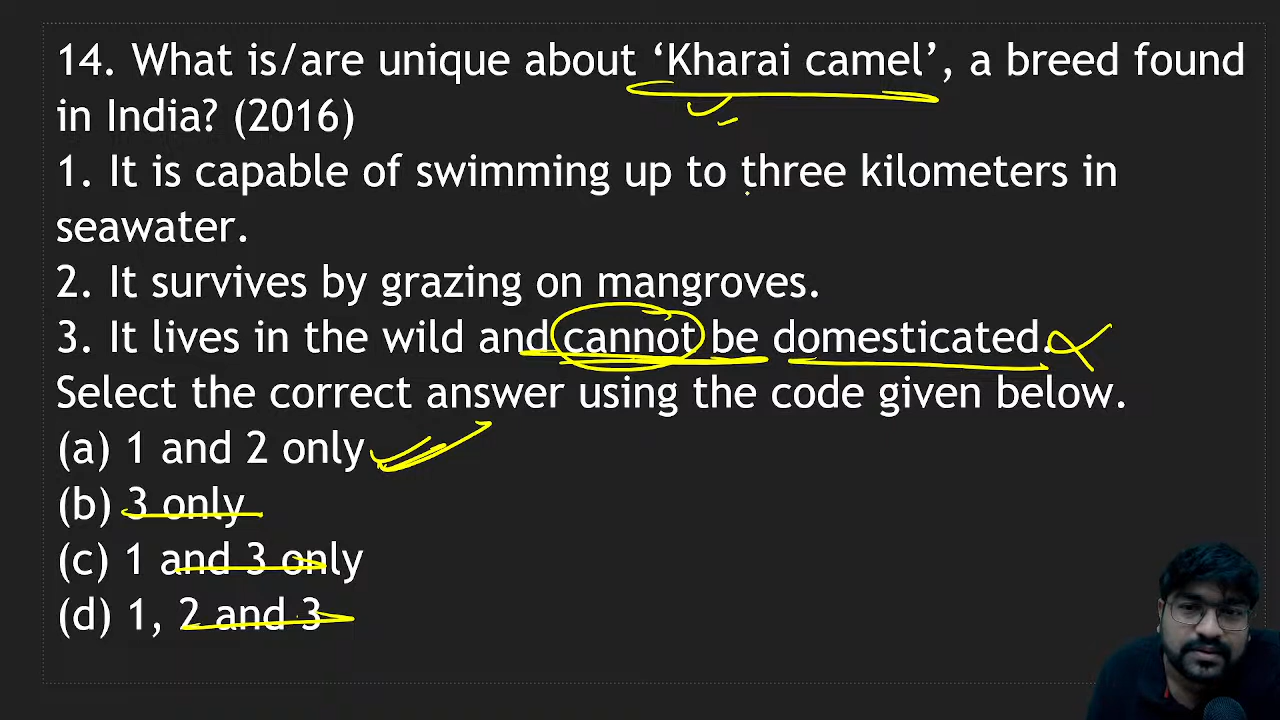 14. What is/are unique about ‘Kharai camel’, a breed found
in India? (2016)
1. It is capable of swimming up to three kilometers in
seawater.
2. It survives by grazing on mangroves.
3. It lives in the wild and cannot be domesticated.
Select the correct answer using the code given below.
(a) 1 and 2 only
(b) 3 only
(c) 1 and 3 only
(d) 1, 2 and 3